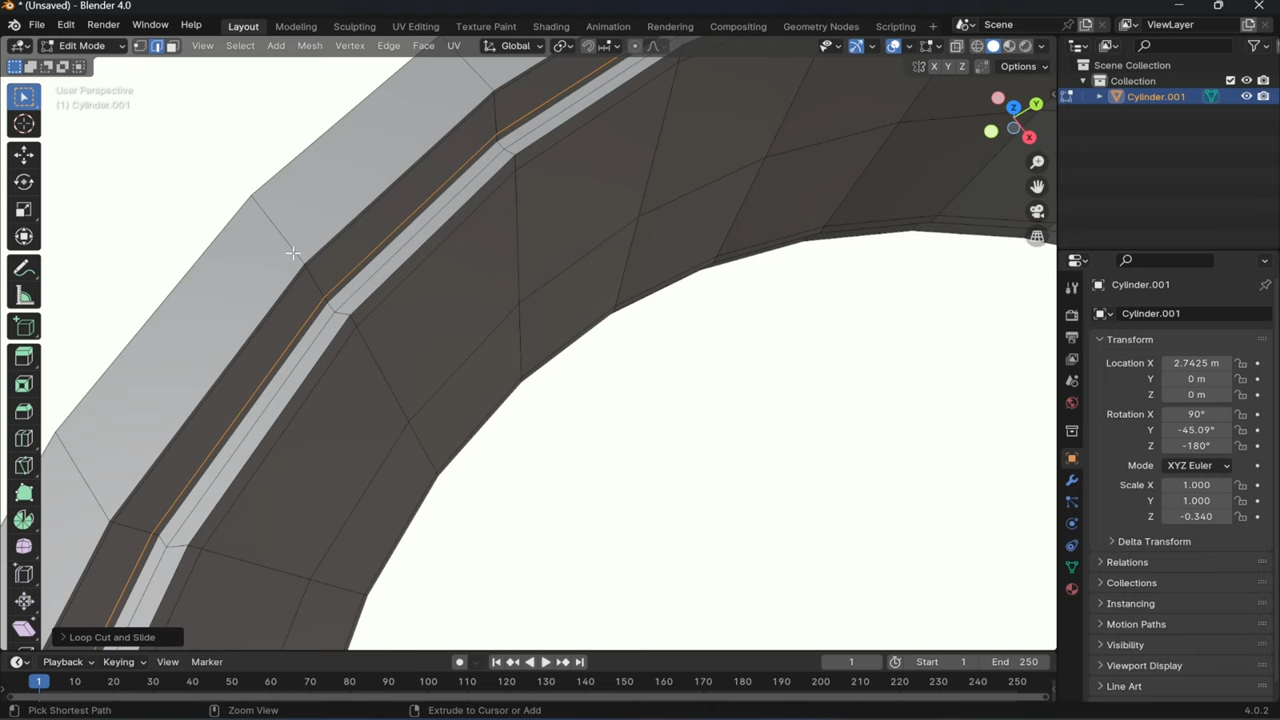 * (Unsaved) - Blender 4.0
File Edit Render Window Help Layout Modeling Sculpting UV Editing Texture Paint Shading Animation Rendering Compositing Geometry Nodes Scripting + Scene ViewLayer
Edit Mode View Select Add Mesh Vertex Edge Face UV Global
X Y Z Options
Scene Collection
Collection
Cylinder.001
User Perspective
(1) Cylinder.001
Z Y X
Cylinder.001
Cylinder.001
Transform
Location X 2.7425 m
Y 0 m
Z 0 m
Rotation X 90°
Y -45.09°
Z -180°
Mode XYZ Euler
Scale X 1.000
Y 1.000
Z -0.340
Delta Transform
Relations
Collections
Instancing
Motion Paths
Visibility
Viewport Display
Line Art
Loop Cut and Slide
Playback Keying View Marker 1 Start 1 End 250
1 10 20 30 40 50 60 70 80 90 100 110 120 130 140 150 160 170 180 190 200 210 220 230 240 250
Pick Shortest Path Zoom View Extrude to Cursor or Add 4.0.2